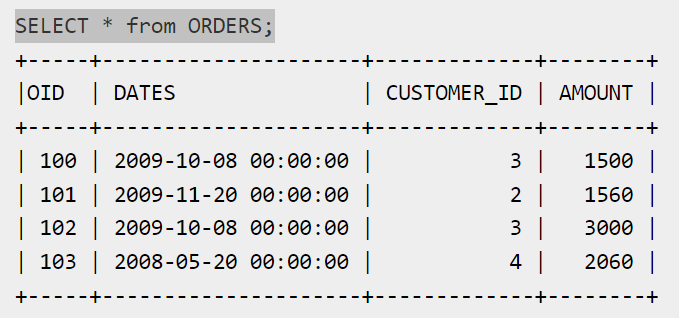 SELECT * from ORDERS;
+-----+---------------------+-------------+--------+
|OID  | DATES               | CUSTOMER_ID | AMOUNT |
+-----+---------------------+-------------+--------+
| 100 | 2009-10-08 00:00:00 |           3 |   1500 |
| 101 | 2009-11-20 00:00:00 |           2 |   1560 |
| 102 | 2009-10-08 00:00:00 |           3 |   3000 |
| 103 | 2008-05-20 00:00:00 |           4 |   2060 |
+-----+---------------------+-------------+--------+